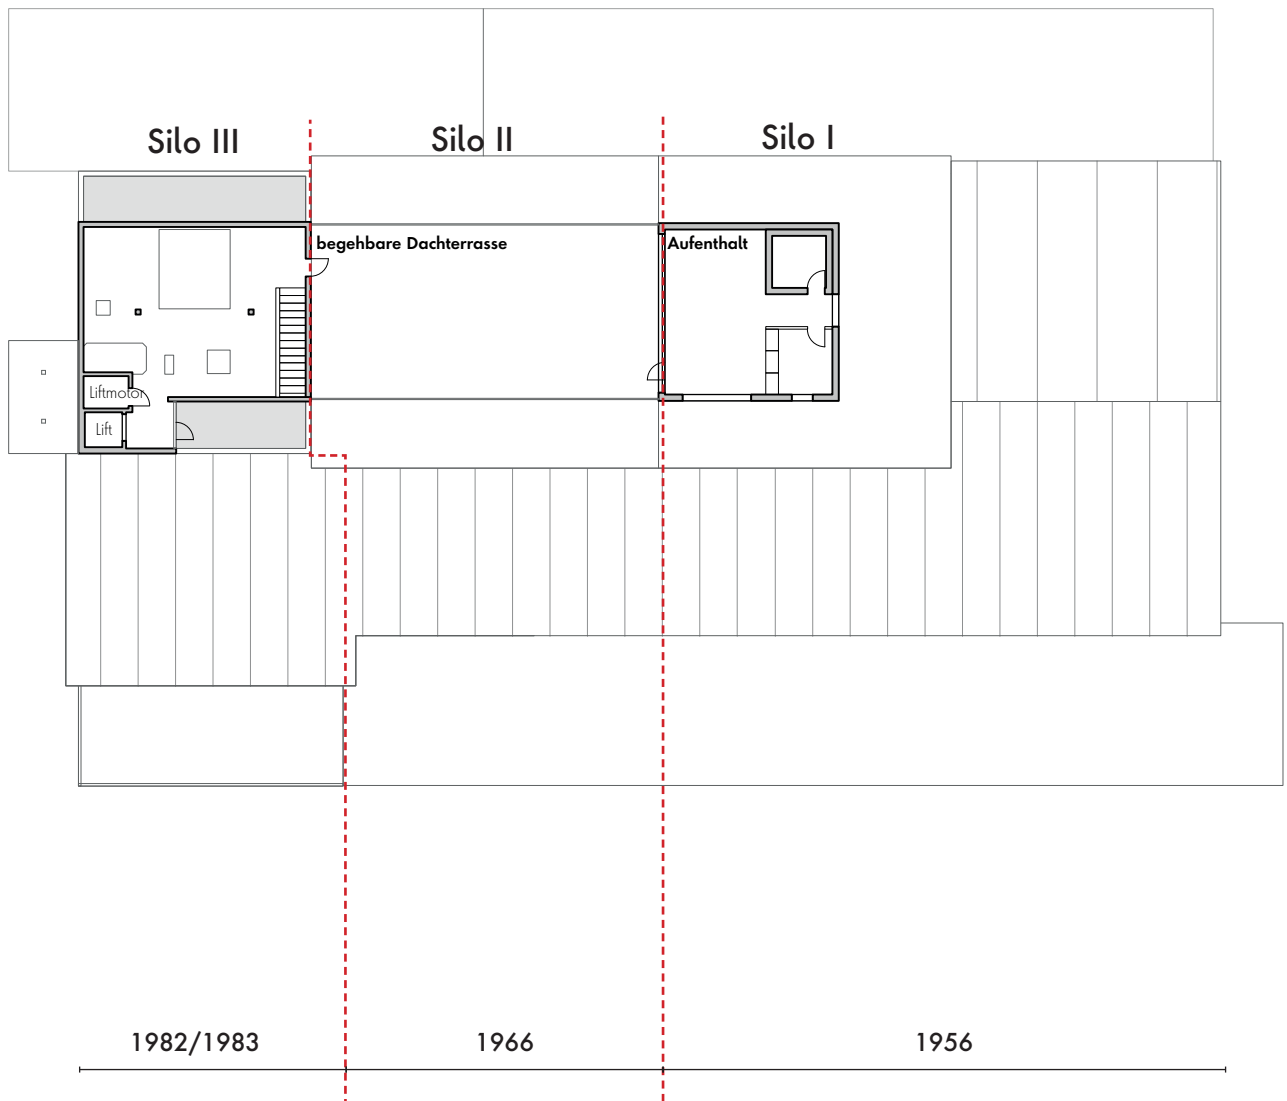 Silo III
Silo II
Silo I
begehbare Dachterrasse
Aufenthalt
Liftmotor
Lift
1982/1983
1966
1956